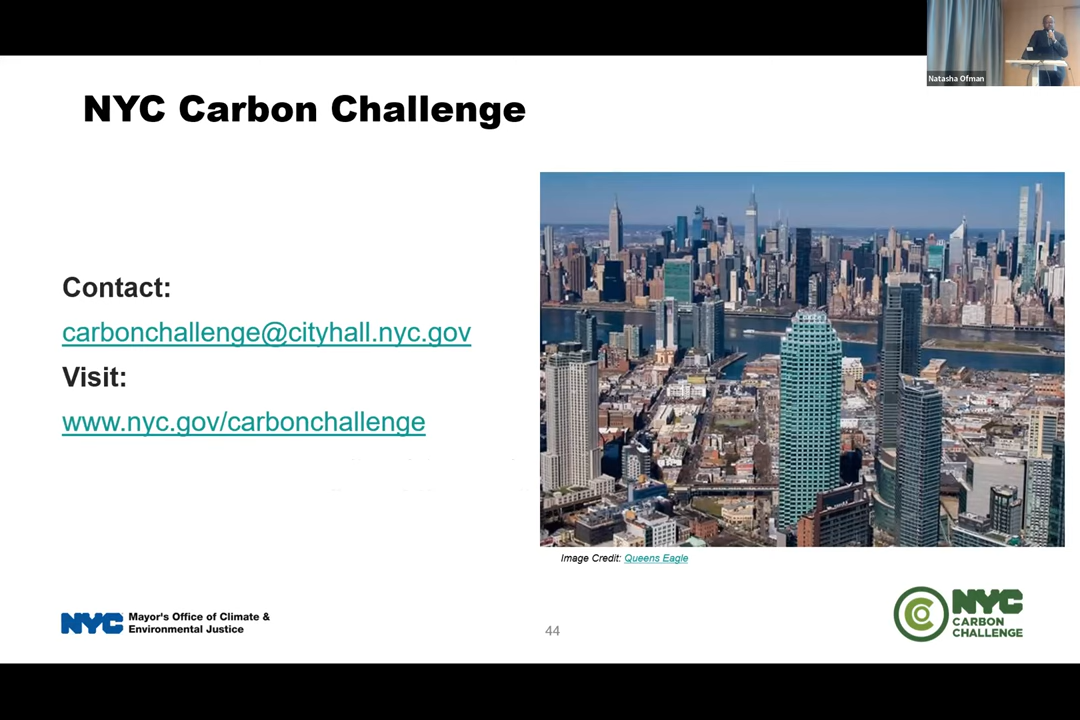 Natasha Ofman
NYC Carbon Challenge
Contact:
carbonchallenge@cityhall.nyc.gov
Visit:
www.nyc.gov/carbonchallenge
Image Credit: Queens Eagle
NYC Mayor's Office of Climate &
Environmental Justice
44
NYC
CARBON
CHALLENGE